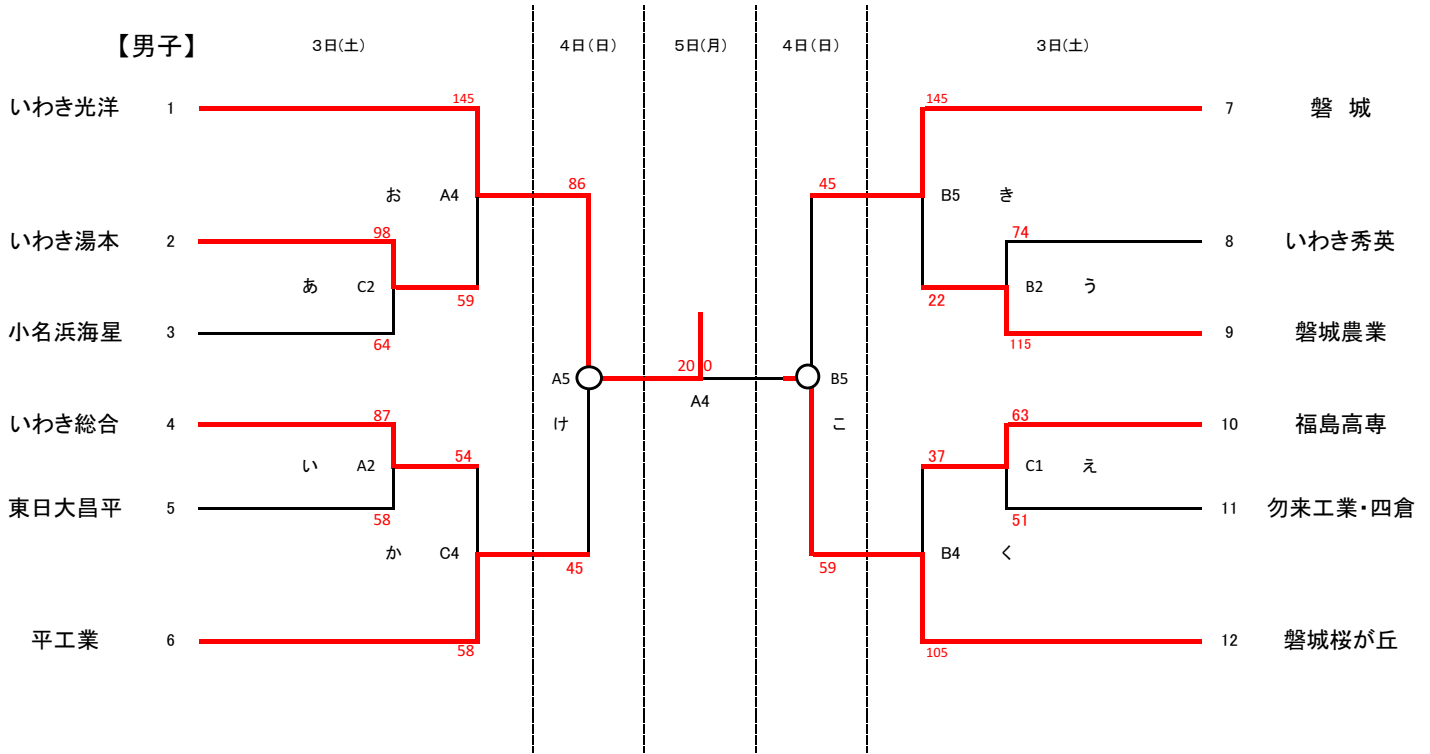 【男子】 3日(土) 4日(日) 5日(月) 4日(日) 3日(土)
いわき光洋 1 145 145 7 磐 城
お A4 86 45 B5 き
いわき湯本 2 98 74 8 いわき秀英
あ C2 59 22 B2 う
小名浜海星 3 64 115 9 磐城農業
A5 20 0 B5
A4
け こ
いわき総合 4 87 63 10 福島高専
い A2 54 37 C1 え
東日大昌平 5 58 51 11 勿来工業・四倉
か C4 45 59 B4 く
平工業 6 58 105 12 磐城桜が丘